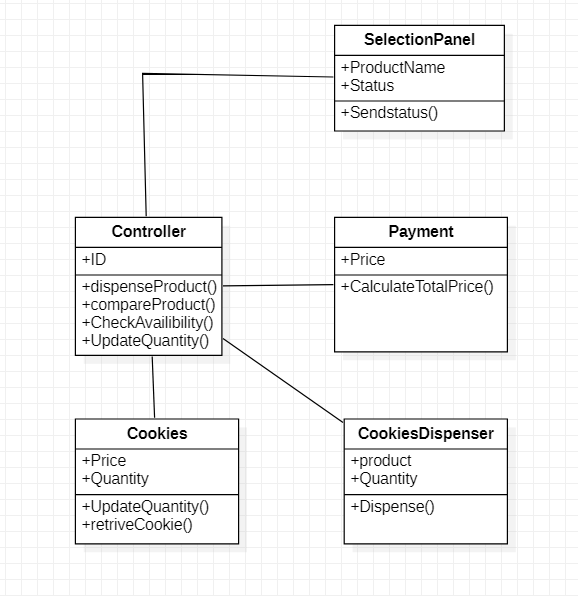 SelectionPanel
+ProductName
+Status
+Sendstatus()
Controller
+ID
+dispenseProduct()
+compareProduct()
+CheckAvailibility()
+UpdateQuantity()
Payment
+Price
+CalculateTotalPrice()
Cookies
+Price
+Quantity
+UpdateQuantity()
+retriveCookie()
CookiesDispenser
+product
+Quantity
+Dispense()